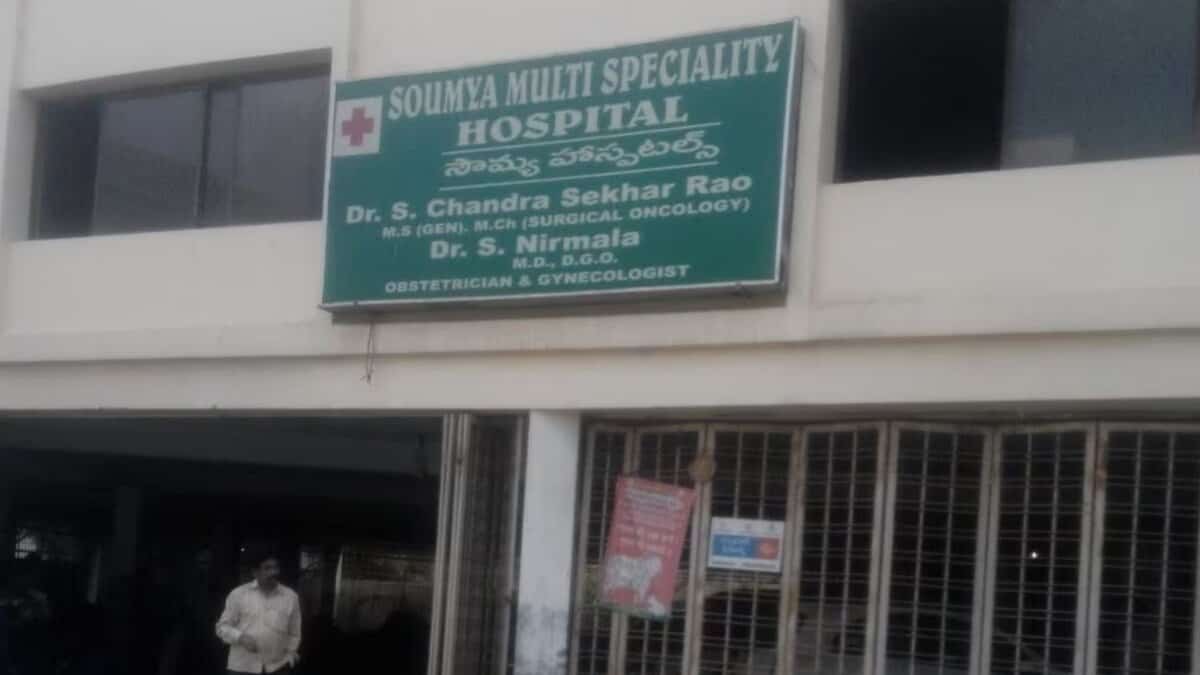 SOUMYA MULTI SPECIALITY
HOSPITAL
సౌమ్య హాస్పటల్స్
Dr. S. Chandra Sekhar Rao
M.S (GEN). M.Ch (SURGICAL ONCOLOGY)
Dr. S. Nirmala
M.D., D.G.O.
OBSTETRICIAN & GYNECOLOGIST